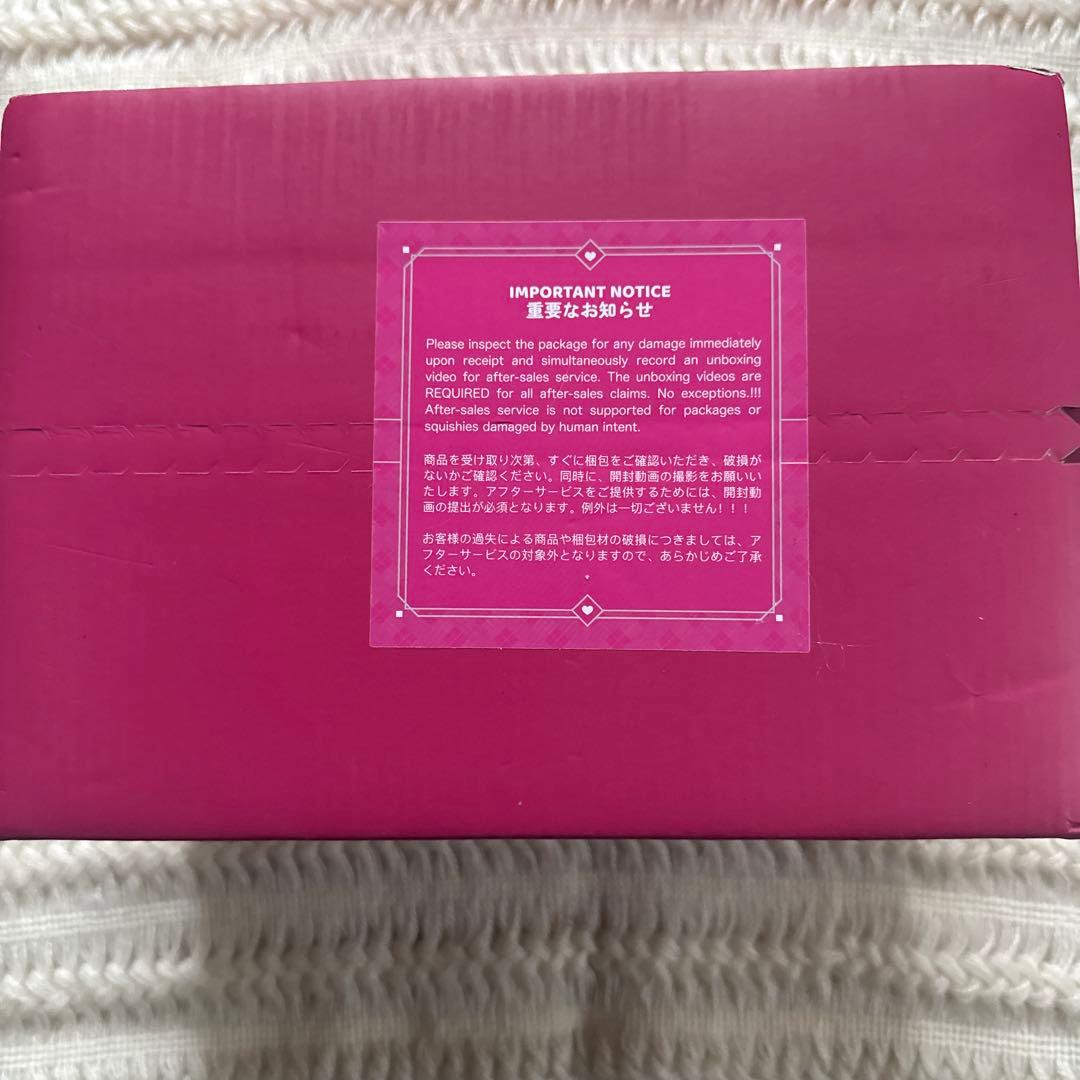 IMPORTANT NOTICE
重要なお知らせ
Please inspect the package for any damage immediately
upon receipt and simultaneously record an unboxing
video for after-sales service. The unboxing videos are
REQUIRED for all after-sales claims. No exceptions.!!!
After-sales service is not supported for packages or
squishies damaged by human intent.
商品を受け取り次第、すぐに梱包をご確認いただき、破損が
ないかご確認ください。同時に、開封動画の撮影をお願いい
たします。アフターサービスをご提供するためには、開封動
画の提出が必須となります。例外は一切ございません！！！
お客様の過失による商品や梱包材の破損につきましては、ア
フターサービスの対象外となりますので、あらかじめご了承
ください。